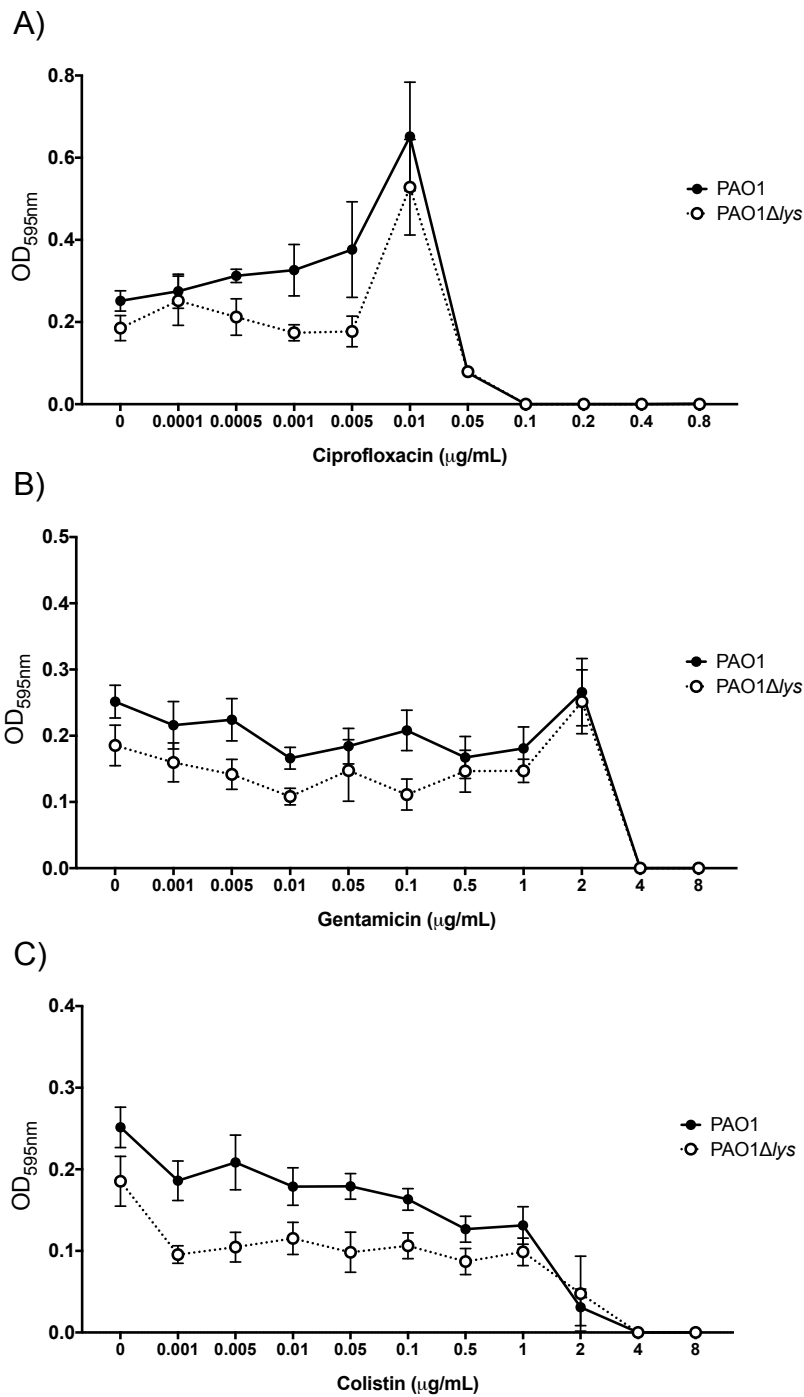 A)
0.8
0.6
0.4
0.2
0.0
OD595nm
PAO1
PAO1Δlys
0 0.0001 0.0005 0.001 0.005 0.01 0.05 0.1 0.2 0.4 0.8
Ciprofloxacin (μg/mL)
B)
0.5
0.4
0.3
0.2
0.1
0.0
OD595nm
PAO1
PAO1Δlys
0 0.001 0.005 0.01 0.05 0.1 0.5 1 2 4 8
Gentamicin (μg/mL)
C)
0.4
0.3
0.2
0.1
0.0
OD595nm
PAO1
PAO1Δlys
0 0.001 0.005 0.01 0.05 0.1 0.5 1 2 4 8
Colistin (μg/mL)